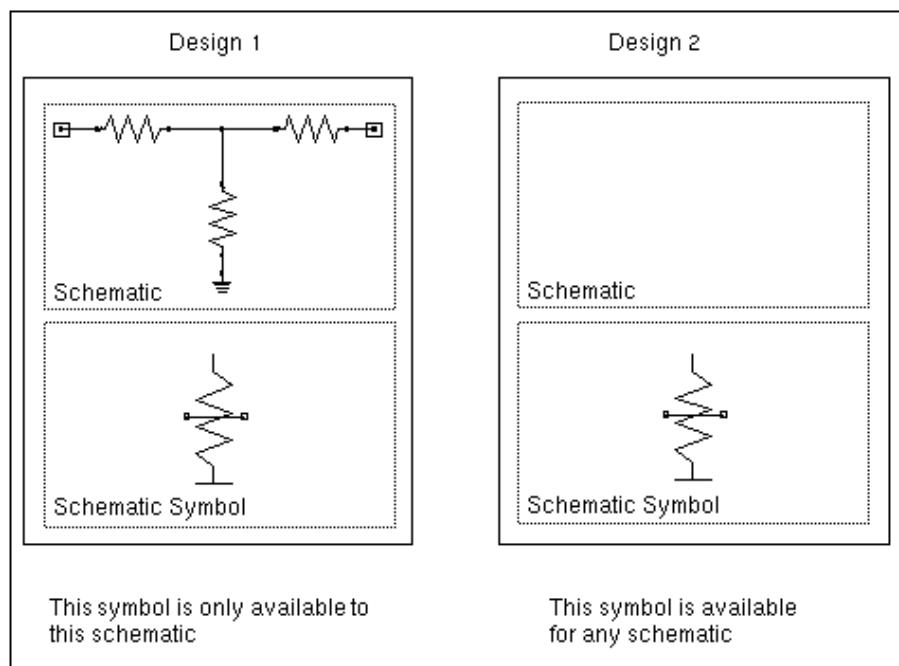 Design 1
Design 2
Schematic
Schematic
Schematic Symbol
Schematic Symbol
This symbol is only available to
this schematic
This symbol is available
for any schematic